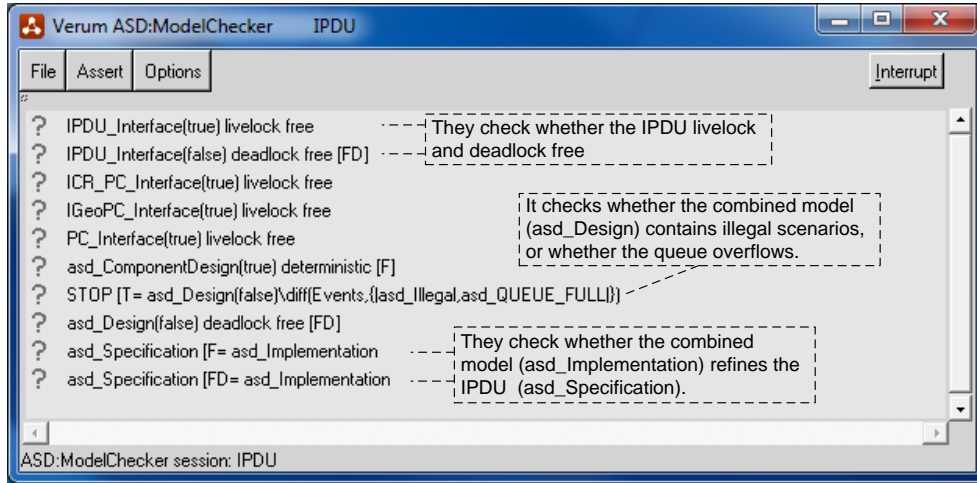 Verum ASD:ModelChecker IPDU
File Assert Options Interrupt
? IPDU_Interface(true) livelock free
They check whether the IPDU livelock
and deadlock free
? IPDU_Interface(false) deadlock free [FD]
? ICR_PC_Interface(true) livelock free
? IGeoPC_Interface(true) livelock free
It checks whether the combined model
(asd_Design) contains illegal scenarios,
or whether the queue overflows.
? PC_Interface(true) livelock free
? asd_ComponentDesign(true) deterministic [F]
? STOP [T= asd_Design(false)\diff(Events,{|asd_Illegal,asd_QUEUE_FULL|})
? asd_Design(false) deadlock free [FD]
? asd_Specification [F= asd_Implementation
? asd_Specification [FD= asd_Implementation
They check whether the combined
model (asd_Implementation) refines the
IPDU (asd_Specification).
ASD:ModelChecker session: IPDU